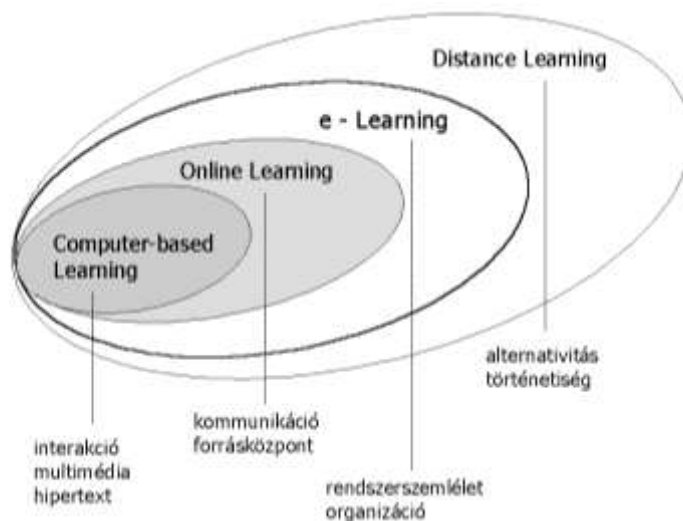 Distance Learning
e - Learning
Online Learning
Computer-based
Learning
alternativitás
történetiség
kommunikáció
forrásközpont
interakció
multimédia
hipertext
rendszerszemlélet
organizáció